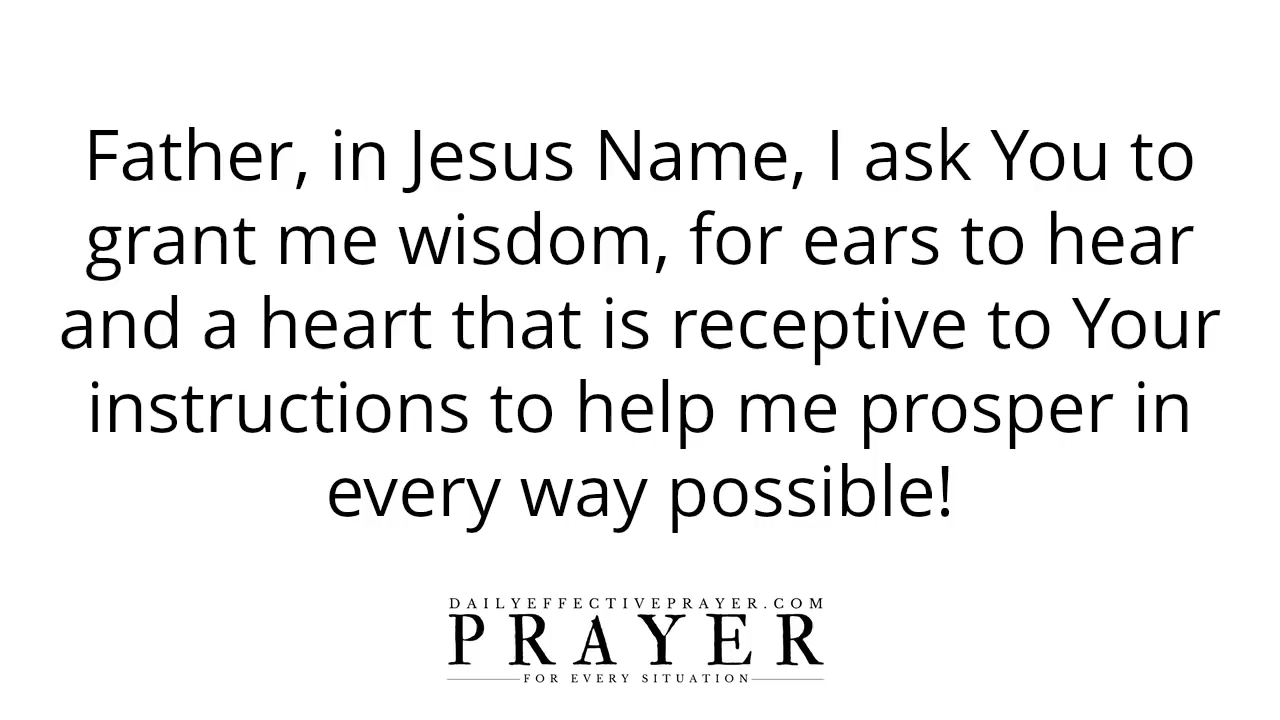 Father, in Jesus Name, I ask You to
grant me wisdom, for ears to hear
and a heart that is receptive to Your
instructions to help me prosper in
every way possible!
DAILYEFFECTIVEPRAYER.COM
PRAYER
FOR EVERY SITUATION